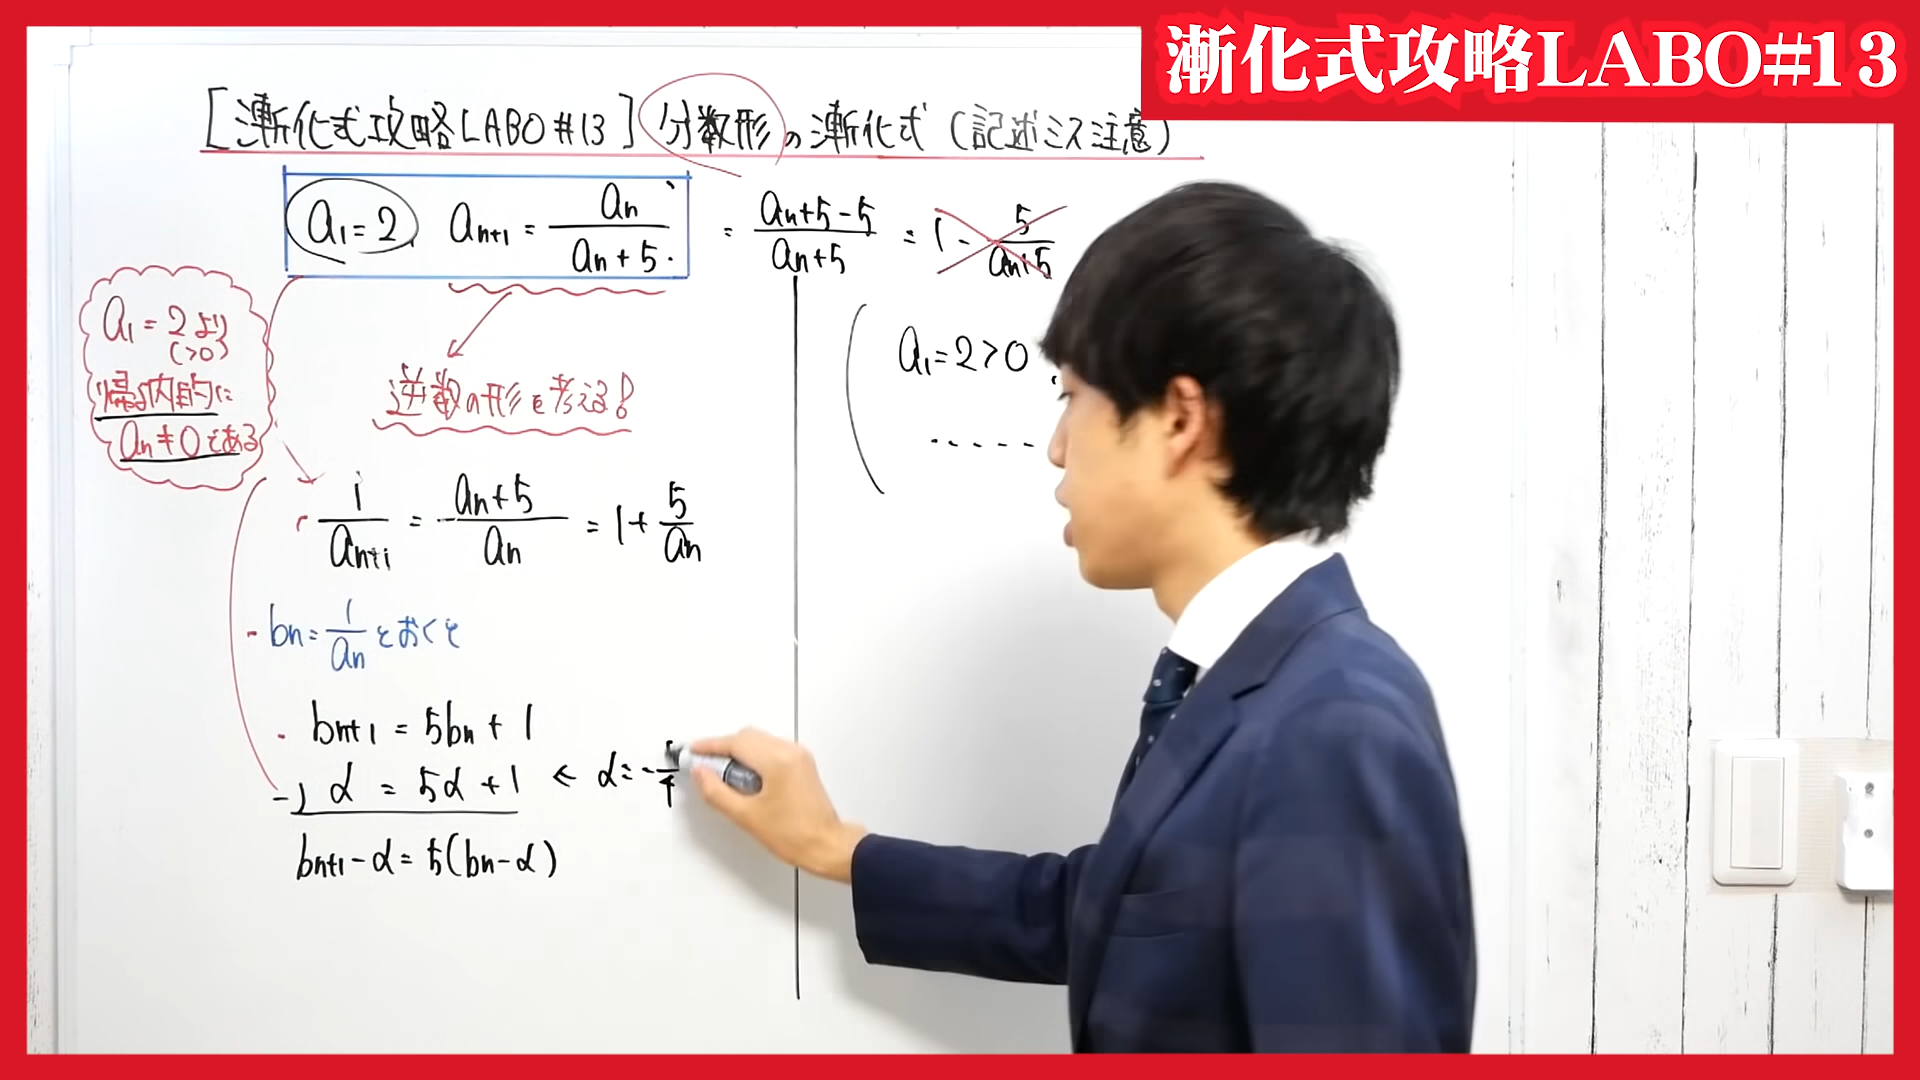 漸化式攻略LABO#13
[漸化式攻略LABO#13] 分数形の漸化式 (記述ミス注意)
a₁=2, aₙ₊₁ = aₙ/(aₙ+5) = (aₙ+5-5)/(aₙ+5) = 1 - 5/(aₙ+5)
a₁=2より
(>0)
帰納的に
aₙ≠0である
逆数の形を考える!
a₁=2>0
-----
1/aₙ₊₁ = (aₙ+5)/aₙ = 1+ 5/aₙ
bₙ= 1/aₙ とおくと
bₙ₊₁ = 5bₙ + 1
-) α = 5α + 1 ← α=-
bₙ₊₁-α=5(bₙ-α)